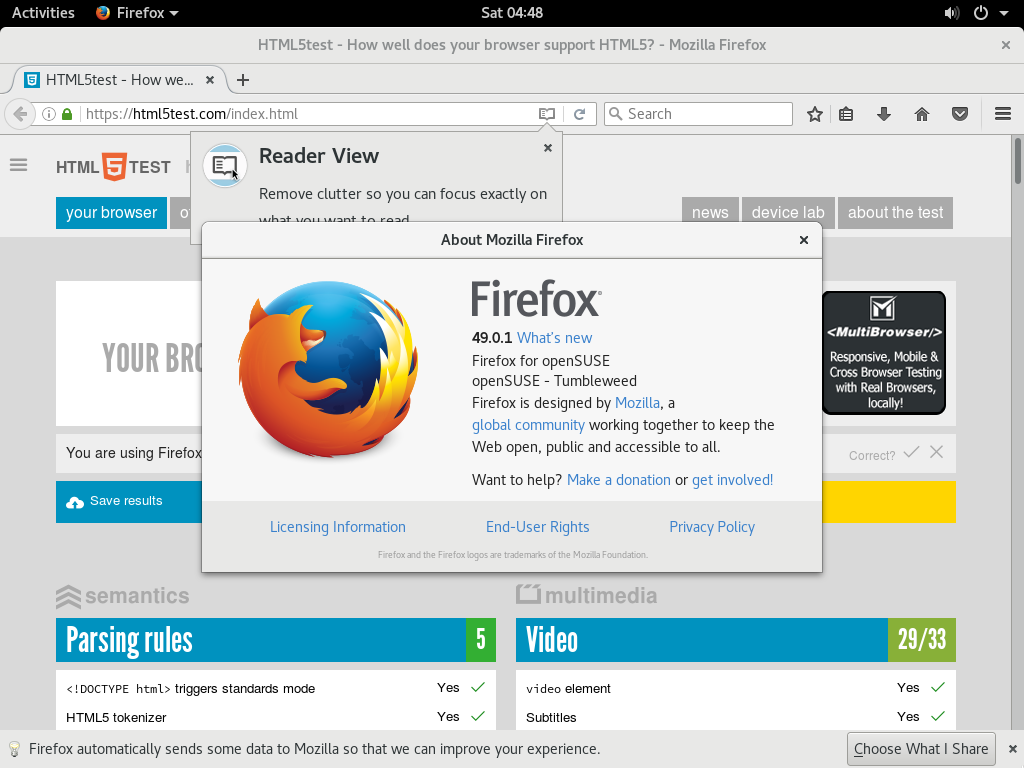 Activities Firefox Sat 04:48
HTML5test - How well does your browser support HTML5? - Mozilla Firefox
HTML5test - How we...
https://html5test.com/index.html
Search
HTML 5 TEST
Reader View
Remove clutter so you can focus exactly on
what you want to read
your browser
news
device lab
about the test
About Mozilla Firefox
Firefox
49.0.1 What's new
Firefox for openSUSE
openSUSE - Tumbleweed
Firefox is designed by Mozilla, a
global community working together to keep the
Web open, public and accessible to all.
Want to help? Make a donation or get involved!
Licensing Information
End-User Rights
Privacy Policy
Firefox and the Firefox logos are trademarks of the Mozilla Foundation.
YOUR BRO
<MultiBrowser/>
Responsive, Mobile &
Cross Browser Testing
with Real Browsers,
locally!
You are using Firefox
Correct?
Save results
semantics
Parsing rules 5
<!DOCTYPE html> triggers standards mode Yes
HTML5 tokenizer Yes
multimedia
Video 29/33
video element Yes
Subtitles Yes
Firefox automatically sends some data to Mozilla so that we can improve your experience.
Choose What I Share